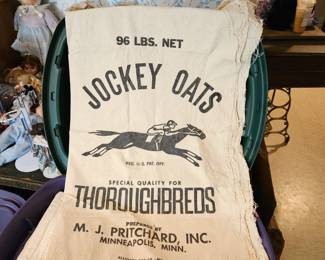 96 LBS. NET
JOCKEY OATS
REG. U.S. PAT. OFF.
SPECIAL QUALITY FOR
THOROUGHBREDS
PREPARED BY
M. J. PRITCHARD, INC.
MINNEAPOLIS, MINN.